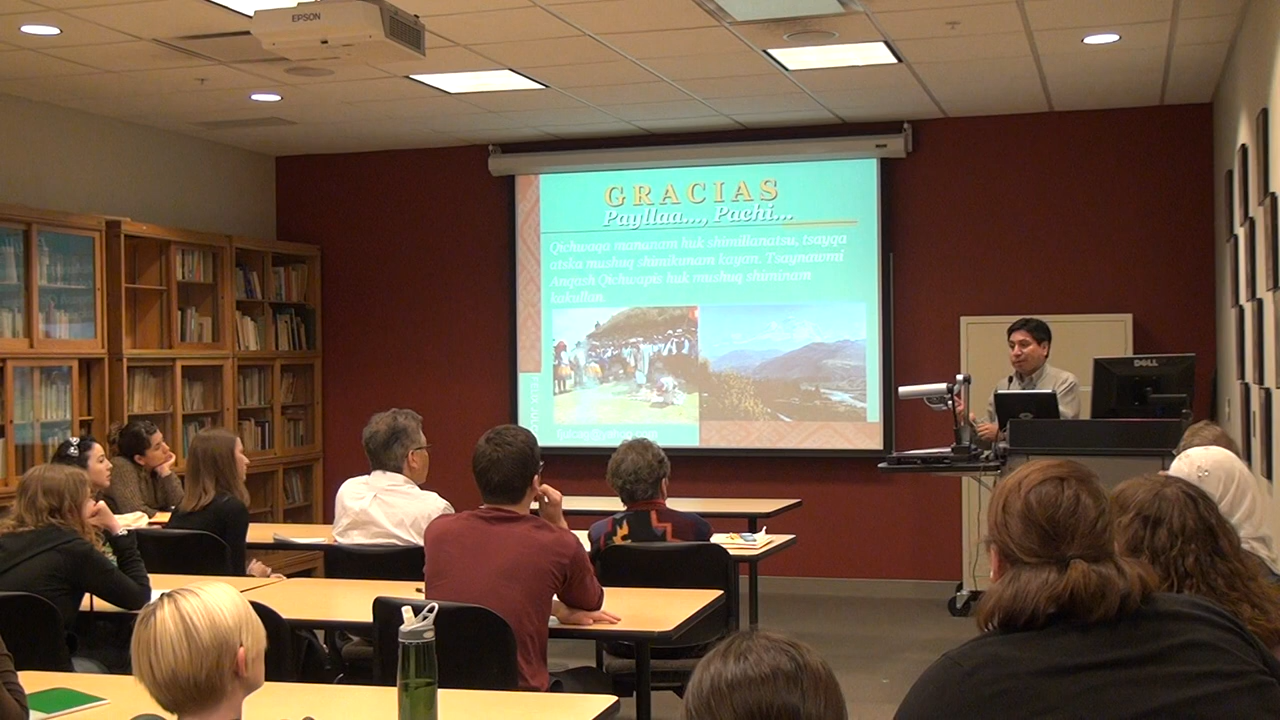 EPSON
GRACIAS
Payllaa..., Pachi...
Qichwaqa mananam huk shimillanatsu, tsayqa
atska mushuq shimikunam kayan. Tsaynawmi
Anqash Qichwapis huk mushuq shiminam
kakullan
DELL